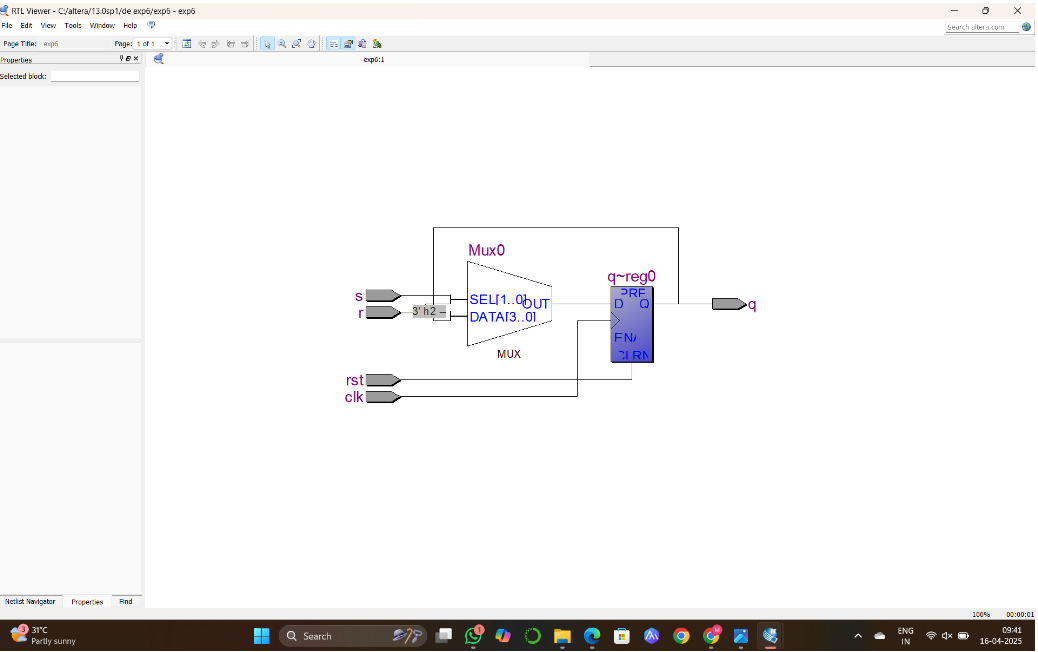 RTL Viewer - C:/altera/13.0sp1/de exp6/exp6 - exp6
File Edit View Tools Window Help
Search altera.com
Page Title: exp6 Page: 1 of 1
Properties
exp6:1
Selected block:
Mux0
q~reg0
s
r
3' h2 --
SEL[1..0]
DATA[3..0]
OUT
MUX
PRE
D Q
ENA
CLRN
q
rst
clk
Netlist Navigator Properties Find
100% 00:00:01
3
31°C
Partly sunny
Search
1
M
ENG
IN
09:41
16-04-2025